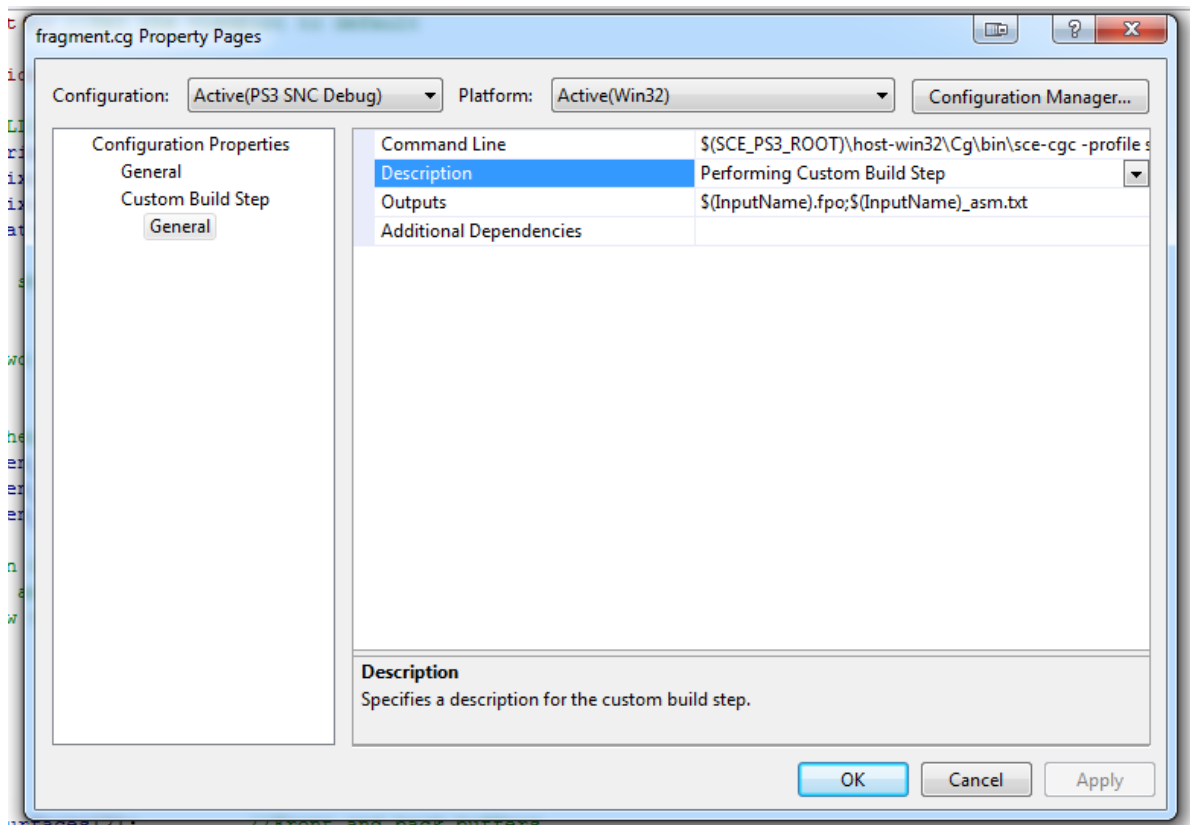 fragment.cg Property Pages
Configuration: Active(PS3 SNC Debug) Platform: Active(Win32) Configuration Manager...
Configuration Properties
General
Custom Build Step
General
Command Line $(SCE_PS3_ROOT)\host-win32\Cg\bin\sce-cgc -profile s
Description Performing Custom Build Step
Outputs $(InputName).fpo;$(InputName)_asm.txt
Additional Dependencies
Description
Specifies a description for the custom build step.
OK Cancel Apply